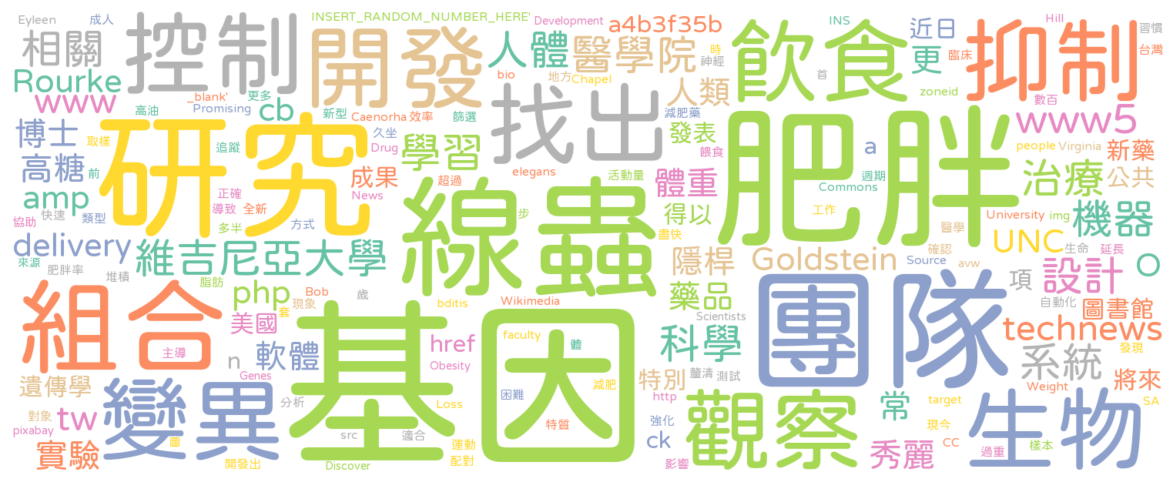 Eyleen
成人
INSERT_RANDOM_NUMBER_HERE'
Development
a4b3f35b
INS
近日
Hill
習慣
相關
控制
開發
人體
醫學院
飲食
更
抑制
台灣
臨床
時
神經
首
Rourke
www
_blank'
更多
bio
地方
Chapel
人類
zoneid
高油
Promising
cb
新型
Caenorha
效率
篩選
找出
減肥藥
數百
www5
博士
取樣
研究
追蹤
久坐
Drug
學習
發表
餵食
肥胖
a
people
Virginia
新藥
高糖
前
正確
導致
全新
成果
News
超過
elegans
活動量
體重
Commons
週期
治療
公共
amp
快速
協助
類型
多半
方式
線蟲
步
得以
盡快
工作
University
img
機器
delivery
維吉尼亞大學
隱桿
Goldstein
醫學
UNC
生命
延長
來源
肥胖率
堆積
脂肪
歲
確認
Source
avw
項
設計
O
自動化
組合
php
套
現象
Bob
bditis
Wikimedia
藥品
Scientists
團隊
圖書館
美國
基因
faculty
體
科學
technews
主導
n
軟體
href
Obesity
釐清
測試
系統
發現
遺傳學
Genes
困難
減肥
特別
Weight
將來
tw
變異
分析
Loss
特質
http
觀察
常
target
現今
SA
對象
pixabay
圖
src
適合
運動
配對
強化
ck
生物
CC
過重
樣本
實驗
開發出
Discover
影響
秀麗